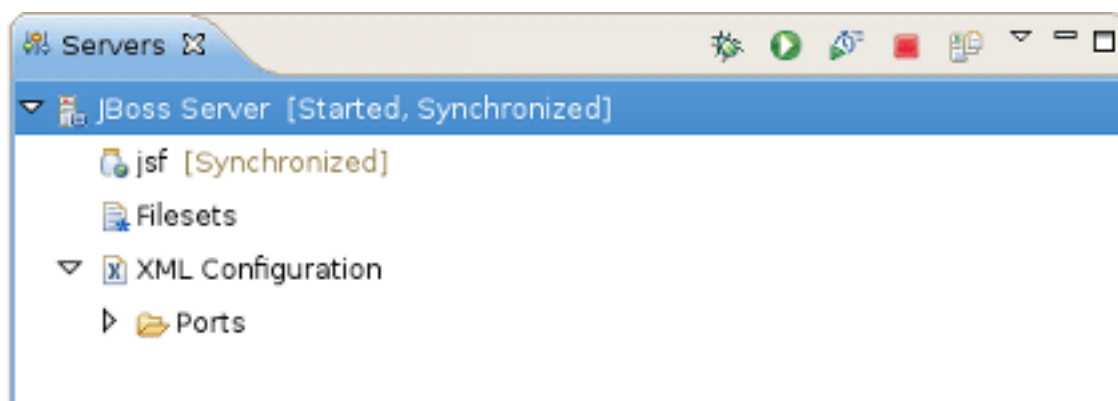 Servers
JBoss Server [Started, Synchronized]
jsf [Synchronized]
Filesets
XML Configuration
Ports